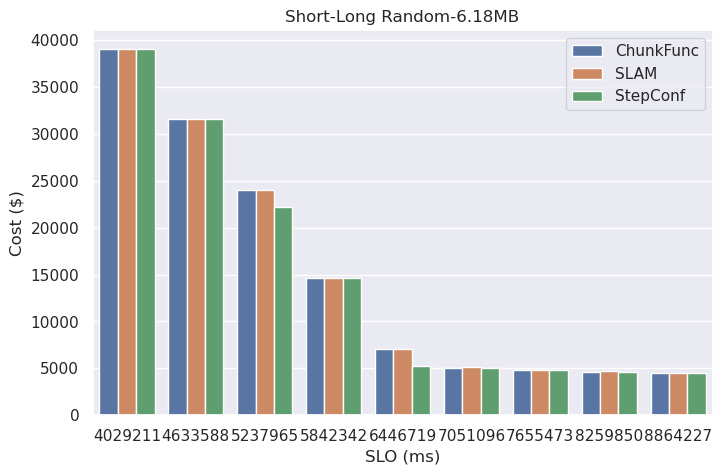 Short-Long Random-6.18MB
ChunkFunc
SLAM
StepConf
Cost ($)
40000
35000
30000
25000
20000
15000
10000
5000
0
4029211 4633588 5237965 5842342 6446719 7051096 7655473 8259850 8864227
SLO (ms)